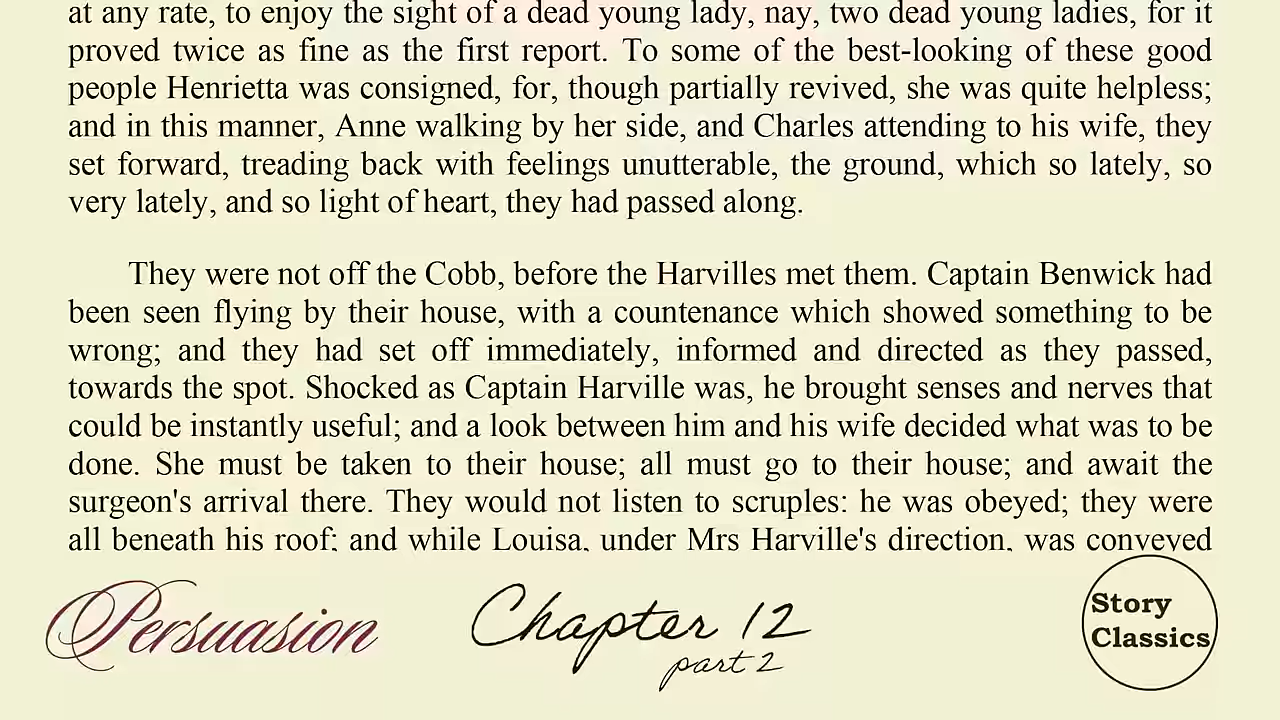 at any rate, to enjoy the sight of a dead young lady, nay, two dead young ladies, for it
proved twice as fine as the first report. To some of the best-looking of these good
people Henrietta was consigned, for, though partially revived, she was quite helpless;
and in this manner, Anne walking by her side, and Charles attending to his wife, they
set forward, treading back with feelings unutterable, the ground, which so lately, so
very lately, and so light of heart, they had passed along.
They were not off the Cobb, before the Harvilles met them. Captain Benwick had
been seen flying by their house, with a countenance which showed something to be
wrong; and they had set off immediately, informed and directed as they passed,
towards the spot. Shocked as Captain Harville was, he brought senses and nerves that
could be instantly useful; and a look between him and his wife decided what was to be
done. She must be taken to their house; all must go to their house; and await the
surgeon's arrival there. They would not listen to scruples: he was obeyed; they were
all beneath his roof; and while Louisa, under Mrs Harville's direction, was conveyed
Persuasion
Chapter 12
part 2
Story
Classics